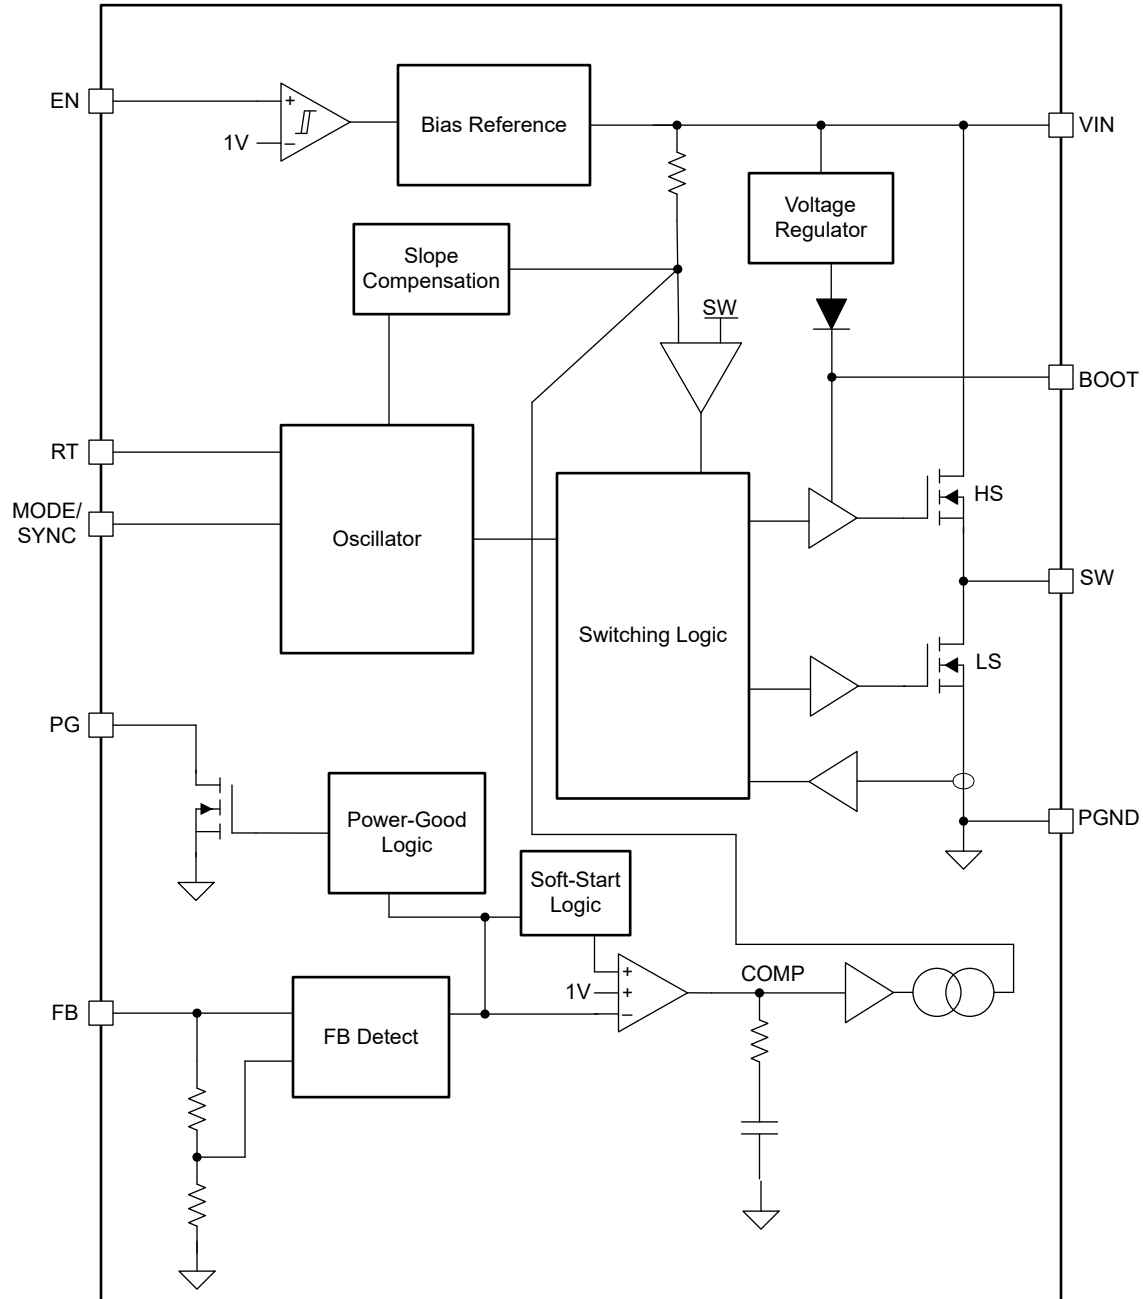 EN
+
1V
−
Bias Reference
VIN
Voltage
Regulator
Slope
Compensation
SW
BOOT
RT
MODE/
SYNC
Oscillator
HS
SW
Switching Logic
LS
PG
Power-Good
Logic
PGND
Soft-Start
Logic
+
1V
+
−
COMP
FB
FB Detect